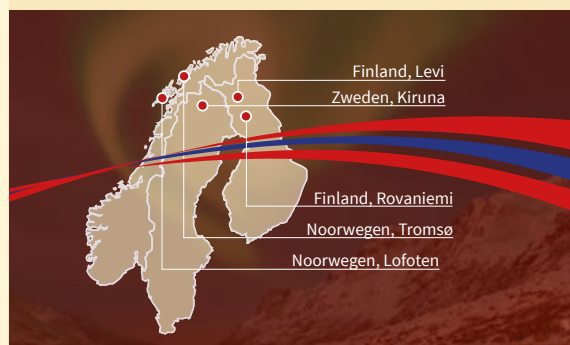 Finland, Levi
Zweden, Kiruna
Finland, Rovaniemi
Noorwegen, Tromsø
Noorwegen, Lofoten